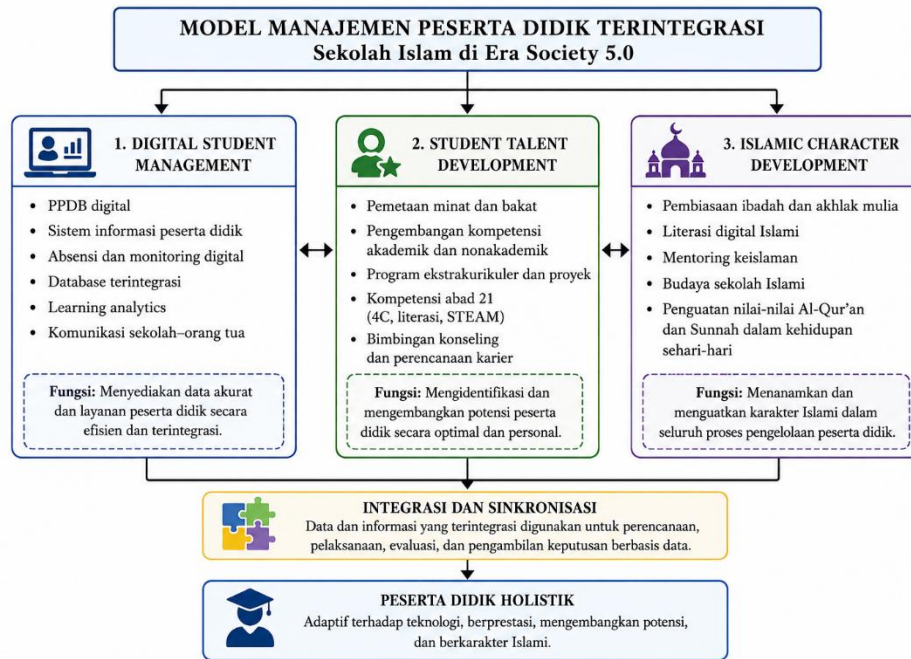 MODEL MANAJEMEN PESERTA DIDIK TERINTEGRASI
Sekolah Islam di Era Society 5.0
1. DIGITAL STUDENT
MANAGEMENT
• PPDB digital
• Sistem informasi peserta didik
• Absensi dan monitoring digital
• Database terintegrasi
• Learning analytics
• Komunikasi sekolah–orang tua
Fungsi: Menyediakan data akurat
dan layanan peserta didik secara
efisien dan terintegrasi.
2. STUDENT TALENT
DEVELOPMENT
• Pemetaan minat dan bakat
• Pengembangan kompetensi
akademik dan nonakademik
• Program ekstrakurikuler dan proyek
• Kompetensi abad 21
(4C, literasi, STEAM)
• Bimbingan konseling
dan perencanaan karier
Fungsi: Mengidentifikasi dan
mengembangkan potensi peserta
didik secara optimal dan personal.
3. ISLAMIC CHARACTER
DEVELOPMENT
• Pembiasaan ibadah dan akhlak mulia
• Literasi digital Islami
• Mentoring keislaman
• Budaya sekolah Islami
• Penguatan nilai-nilai Al-Qur’an
dan Sunnah dalam kehidupan
sehari-hari
Fungsi: Menanamkan dan
menguatkan karakter Islami dalam
seluruh proses pengelolaan peserta didik.
INTEGRASI DAN SINKRONISASI
Data dan informasi yang terintegrasi digunakan untuk perencanaan,
pelaksanaan, evaluasi, dan pengambilan keputusan berbasis data.
PESERTA DIDIK HOLISTIK
Adaptif terhadap teknologi, berprestasi, mengembangkan potensi,
dan berkarakter Islami.